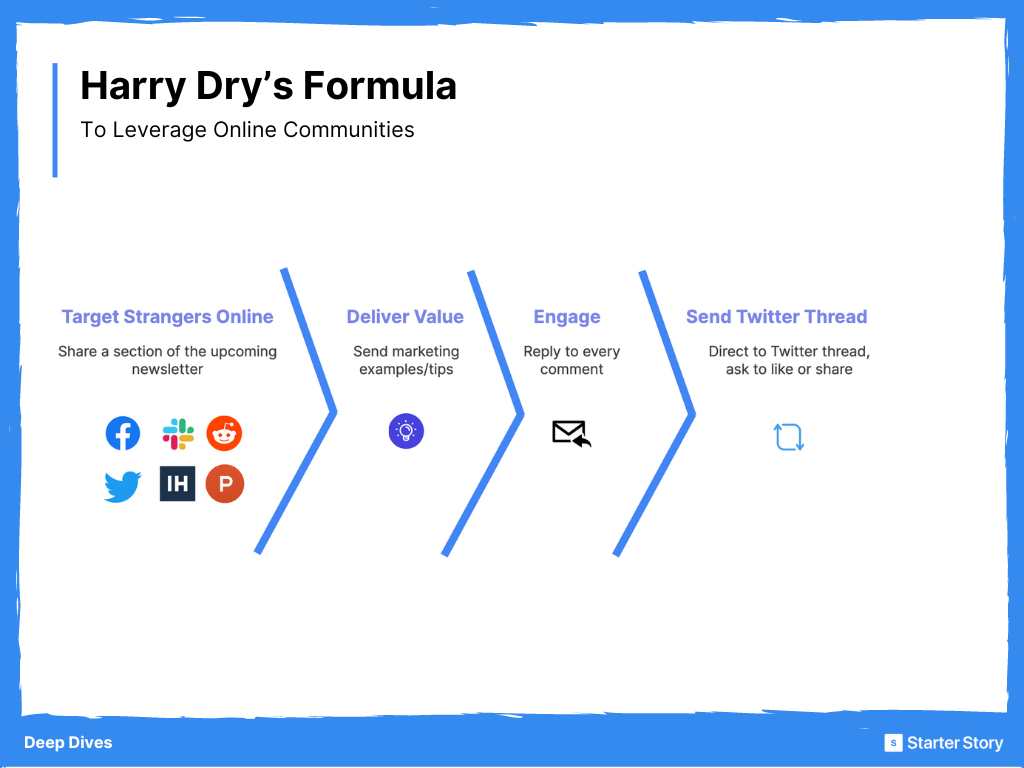 Harry Dry’s Formula
To Leverage Online Communities
Target Strangers Online
Share a section of the upcoming
newsletter
Deliver Value
Send marketing
examples/tips
Engage
Reply to every
comment
Send Twitter Thread
Direct to Twitter thread,
ask to like or share
IH
P
Deep Dives
S Starter Story